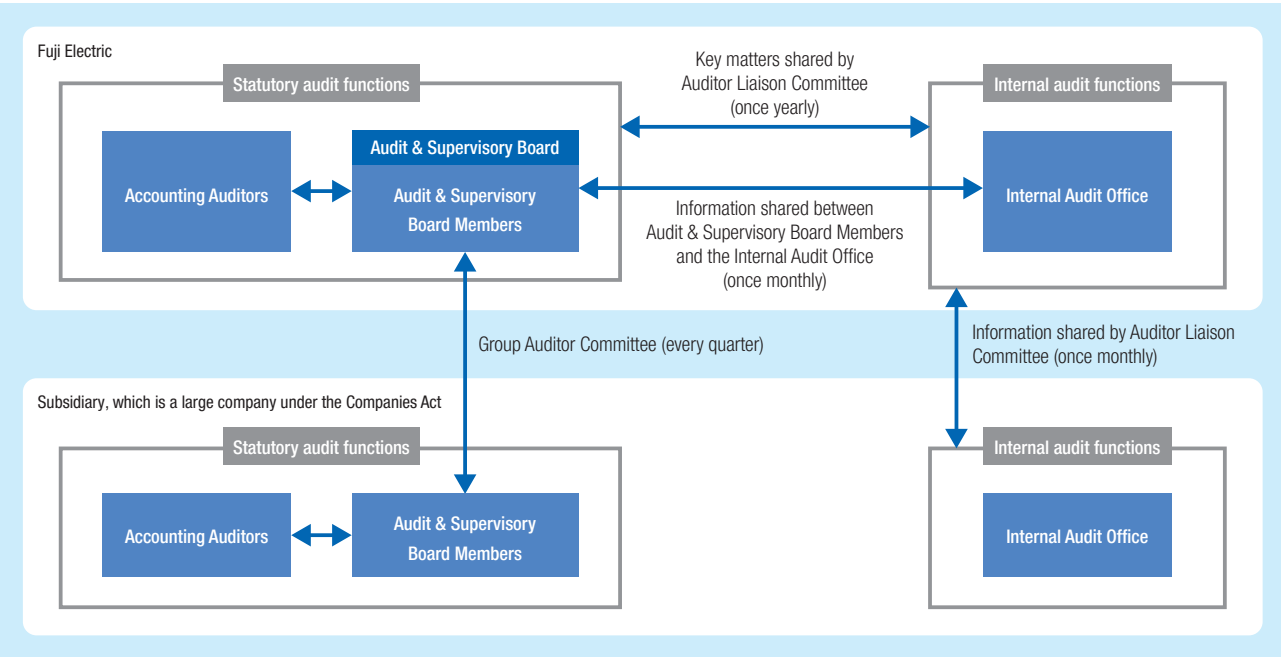 Fuji Electric
Statutory audit functions
Accounting Auditors
Audit & Supervisory Board
Audit & Supervisory
Board Members
Key matters shared by
Auditor Liaison Committee
(once yearly)
Information shared between
Audit & Supervisory Board Members
and the Internal Audit Office
(once monthly)
Internal audit functions
Internal Audit Office
Group Auditor Committee (every quarter)
Information shared by Auditor Liaison
Committee (once monthly)
Subsidiary, which is a large company under the Companies Act
Statutory audit functions
Accounting Auditors
Audit & Supervisory
Board Members
Internal audit functions
Internal Audit Office